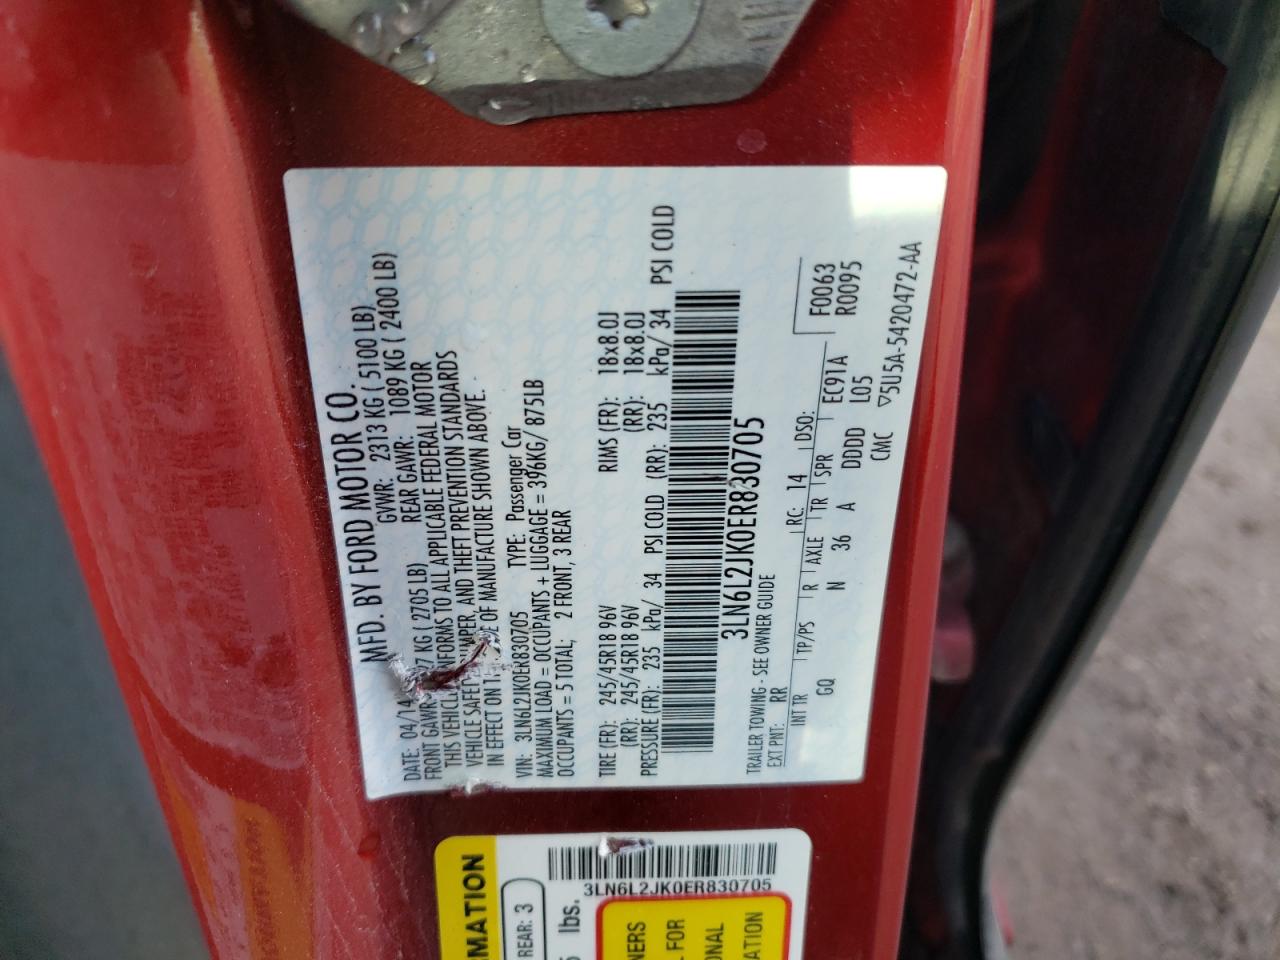 MFD. BY FORD MOTOR CO.
DATE: 04/14 GVWR: 2313 KG ( 5100 LB)
FRONT GAWR: 27 KG ( 2705 LB) REAR GAWR: 1089 KG ( 2400 LB)
THIS VEHICLE CONFORMS TO ALL APPLICABLE FEDERAL MOTOR
VEHICLE SAFETY, BUMPER, AND THEFT PREVENTION STANDARDS
IN EFFECT ON THE DATE OF MANUFACTURE SHOWN ABOVE.
VIN: 3LN6L2JK0ER830705 TYPE: Passenger Car
MAXIMUM LOAD = OCCUPANTS + LUGGAGE = 396KG/ 875LB
OCCUPANTS = 5 TOTAL; 2 FRONT, 3 REAR
TIRE (FR): 245/45R18 96V RIMS (FR): 18x8.0J
(RR): 245/45R18 96V (RR): 18x8.0J
PRESSURE (FR): 235 kPa/ 34 PSI COLD (RR): 235 kPa/ 34 PSI COLD
3LN6L2JK0ER830705
TRAILER TOWING - SEE OWNER GUIDE
EXT PNT: RR RC: 14 DSO: F0063
R0095
INT TR TP/PS R AXLE TR SPR EC91A
GQ N 36 A DDDD L05
CMC ▽5U5A-5420472-AA
3LN6L2JK0ER830705
MATION
REAR: 3
lbs.
NERS
L FOR
ONAL
ATION